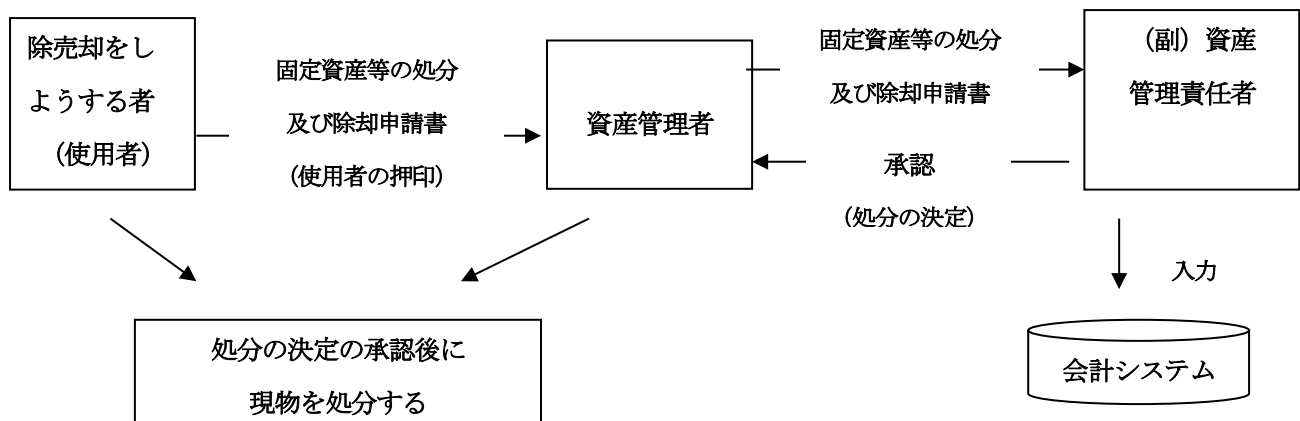 除売却をし
ようする者
（使用者）
固定資産等の処分
及び除却申請書
（使用者の押印）
資産管理者
固定資産等の処分
及び除却申請書
承認
（処分の決定）
（副）資産
管理責任者
入力
会計システム
処分の決定の承認後に
現物を処分する